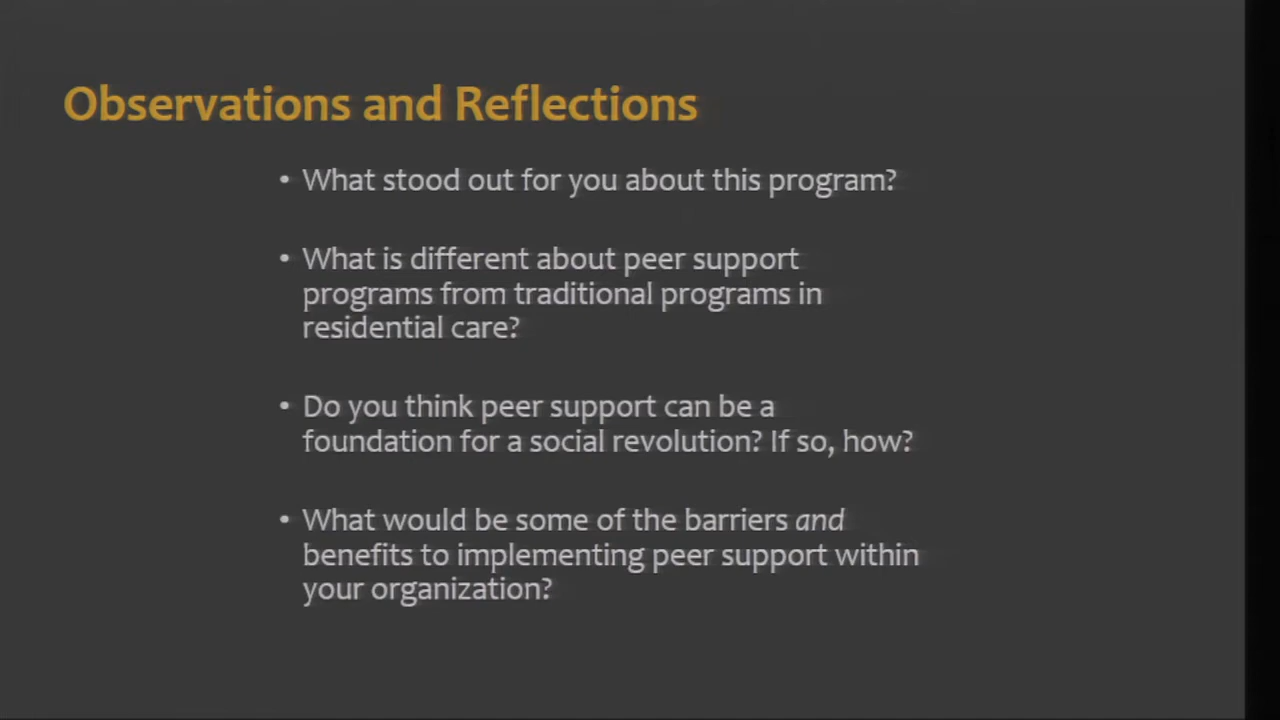 Observations and Reflections
• What stood out for you about this program?
• What is different about peer support
programs from traditional programs in
residential care?
• Do you think peer support can be a
foundation for a social revolution? If so, how?
• What would be some of the barriers and
benefits to implementing peer support within
your organization?